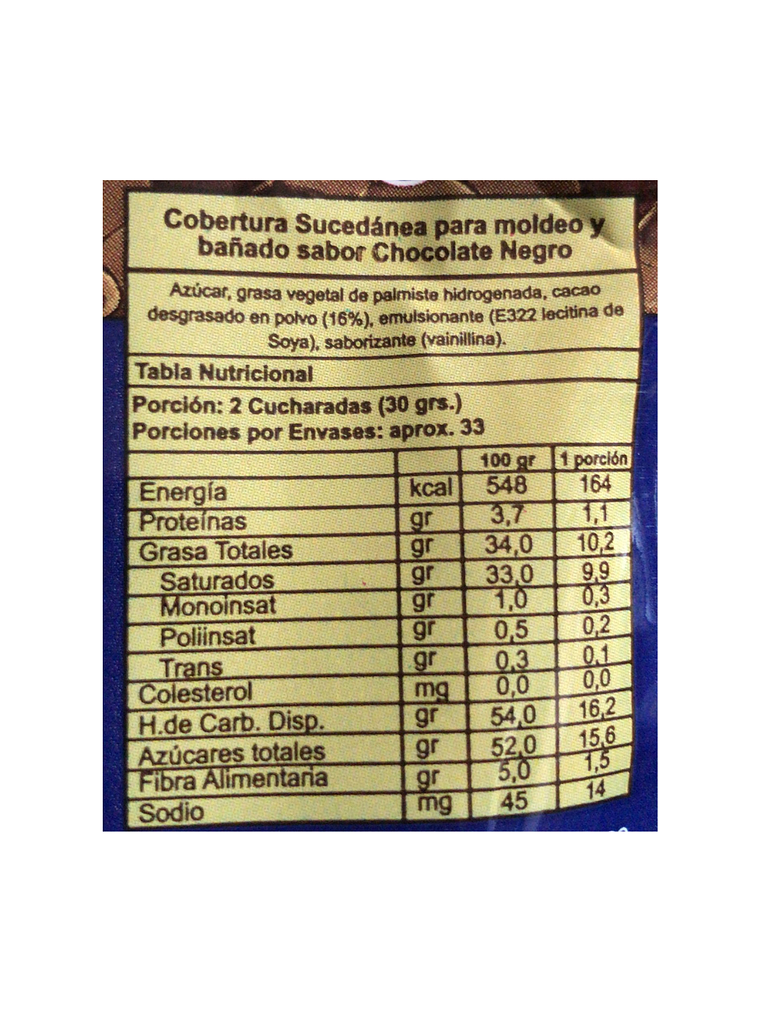 Cobertura Sucedánea para moldeo y
bañado sabor Chocolate Negro
Azúcar, grasa vegetal de palmiste hidrogenada, cacao
desgrasado en polvo (16%), emulsionante (E322 lecitina de
Soya), saborizante (vainillina).
Tabla Nutricional
Porción: 2 Cucharadas (30 grs.)
Porciones por Envases: aprox. 33
100 gr 1 porción
Energía kcal 548 164
Proteínas gr 3,7 1,1
Grasa Totales gr 34,0 10,2
Saturados gr 33,0 9,9
Monoinsat gr 1,0 0,3
Poliinsat gr 0,5 0,2
Trans gr 0,3 0,1
Colesterol mg 0,0 0,0
H.de Carb. Disp. gr 54,0 16,2
Azúcares totales gr 52,0 15,6
Fibra Alimentaria gr 5,0 1,5
Sodio mg 45 14